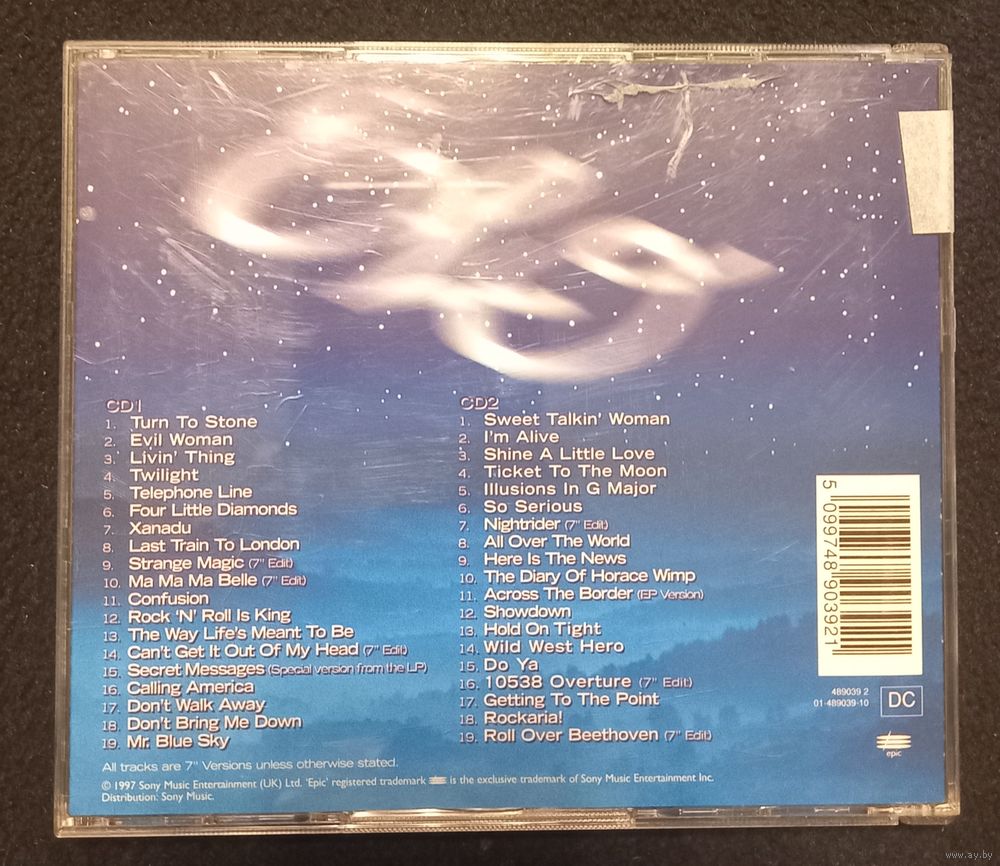 CD1
1. Turn To Stone
2. Evil Woman
3. Livin' Thing
4. Twilight
5. Telephone Line
6. Four Little Diamonds
7. Xanadu
8. Last Train To London
9. Strange Magic (7" Edit)
10. Ma Ma Ma Belle (7" Edit)
11. Confusion
12. Rock 'N' Roll Is King
13. The Way Life's Meant To Be
14. Can't Get It Out Of My Head (7" Edit)
15. Secret Messages (Special version from the LP)
16. Calling America
17. Don't Walk Away
18. Don't Bring Me Down
19. Mr. Blue Sky
CD2
1. Sweet Talkin' Woman
2. I'm Alive
3. Shine A Little Love
4. Ticket To The Moon
5. Illusions In G Major
6. So Serious
7. Nightrider (7" Edit)
8. All Over The World
9. Here Is The News
10. The Diary Of Horace Wimp
11. Across The Border (EP Version)
12. Showdown
13. Hold On Tight
14. Wild West Hero
15. Do Ya
16. 10538 Overture (7" Edit)
17. Getting To The Point
18. Rockaria!
19. Roll Over Beethoven (7" Edit)
5 099748 903921
489039 2
01-489039-10
DC
epic
All tracks are 7" Versions unless otherwise stated.
© 1997 Sony Music Entertainment (UK) Ltd. 'Epic' registered trademark is the exclusive trademark of Sony Music Entertainment Inc.
Distribution: Sony Music.
www.ay.by